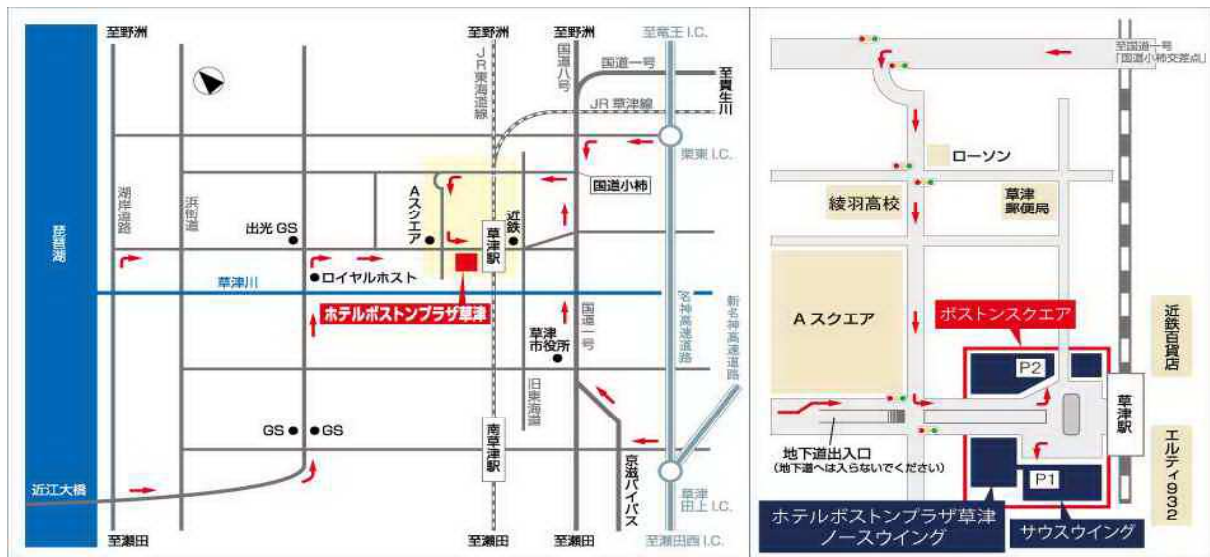 至野洲
至野洲
至野洲
至竜王I.C.
JR東海道線
国道八号
国道一号
JR草津線
至貴生川
栗東I.C.
国道小柿
湖岸道路
浜街道
Aスクエア
近鉄
草津駅
出光GS
琵琶湖
ロイヤルホスト
草津川
ホテルボストンプラザ草津
草津
市役所
国道一号
名神高速道路
新名神高速道路
旧東海道
GS
GS
南草津駅
京滋バイパス
近江大橋
草津
田上I.C.
至瀬田
至瀬田
至瀬田
至瀬田西I.C.
至国道一号
「国道小柿交差点」
ローソン
綾羽高校
草津
郵便局
Aスクエア
ボストンスクエア
近鉄百貨店
P2
草津駅
地下道出入口
(地下道へは入らないでください)
P1
エルティ932
ホテルボストンプラザ草津
ノースウイング
サウスウイング